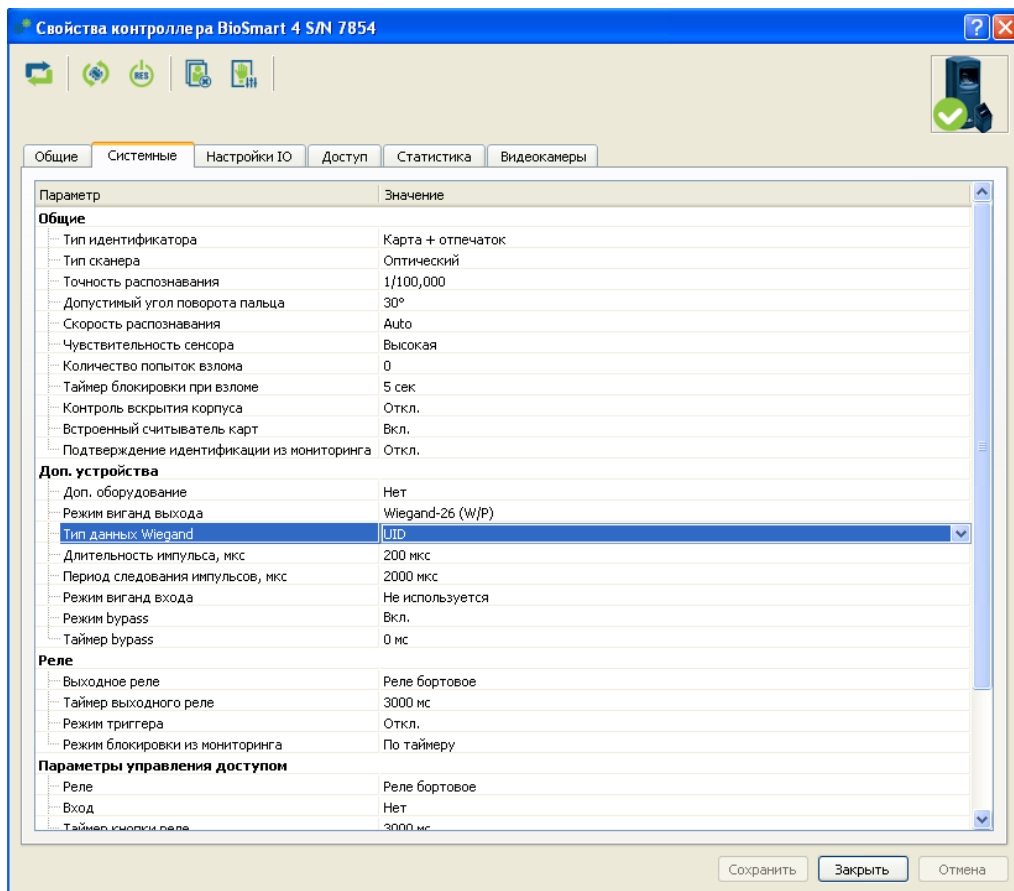 Свойства контроллера BioSmart 4 S/N 7854
RES
Общие Системные Настройки IO Доступ Статистика Видеокамеры
Параметр Значение
Общие
Тип идентификатора Карта + отпечаток
Тип сканера Оптический
Точность распознавания 1/100,000
Допустимый угол поворота пальца 30°
Скорость распознавания Auto
Чувствительность сенсора Высокая
Количество попыток взлома 0
Таймер блокировки при взломе 5 сек
Контроль вскрытия корпуса Откл.
Встроенный считыватель карт Вкл.
Подтверждение идентификации из мониторинга Откл.
Доп. устройства
Доп. оборудование Нет
Режим виганд выхода Wiegand-26 (W/P)
Тип данных Wiegand UID
Длительность импульса, мкс 200 мкс
Период следования импульсов, мкс 2000 мкс
Режим виганд входа Не используется
Режим bypass Вкл.
Таймер bypass 0 мс
Реле
Выходное реле Реле бортовое
Таймер выходного реле 3000 мс
Режим триггера Откл.
Режим блокировки из мониторинга По таймеру
Параметры управления доступом
Реле Реле бортовое
Вход Нет
Таймер кнопки реле 3000 мс
Сохранить Закрыть Отмена